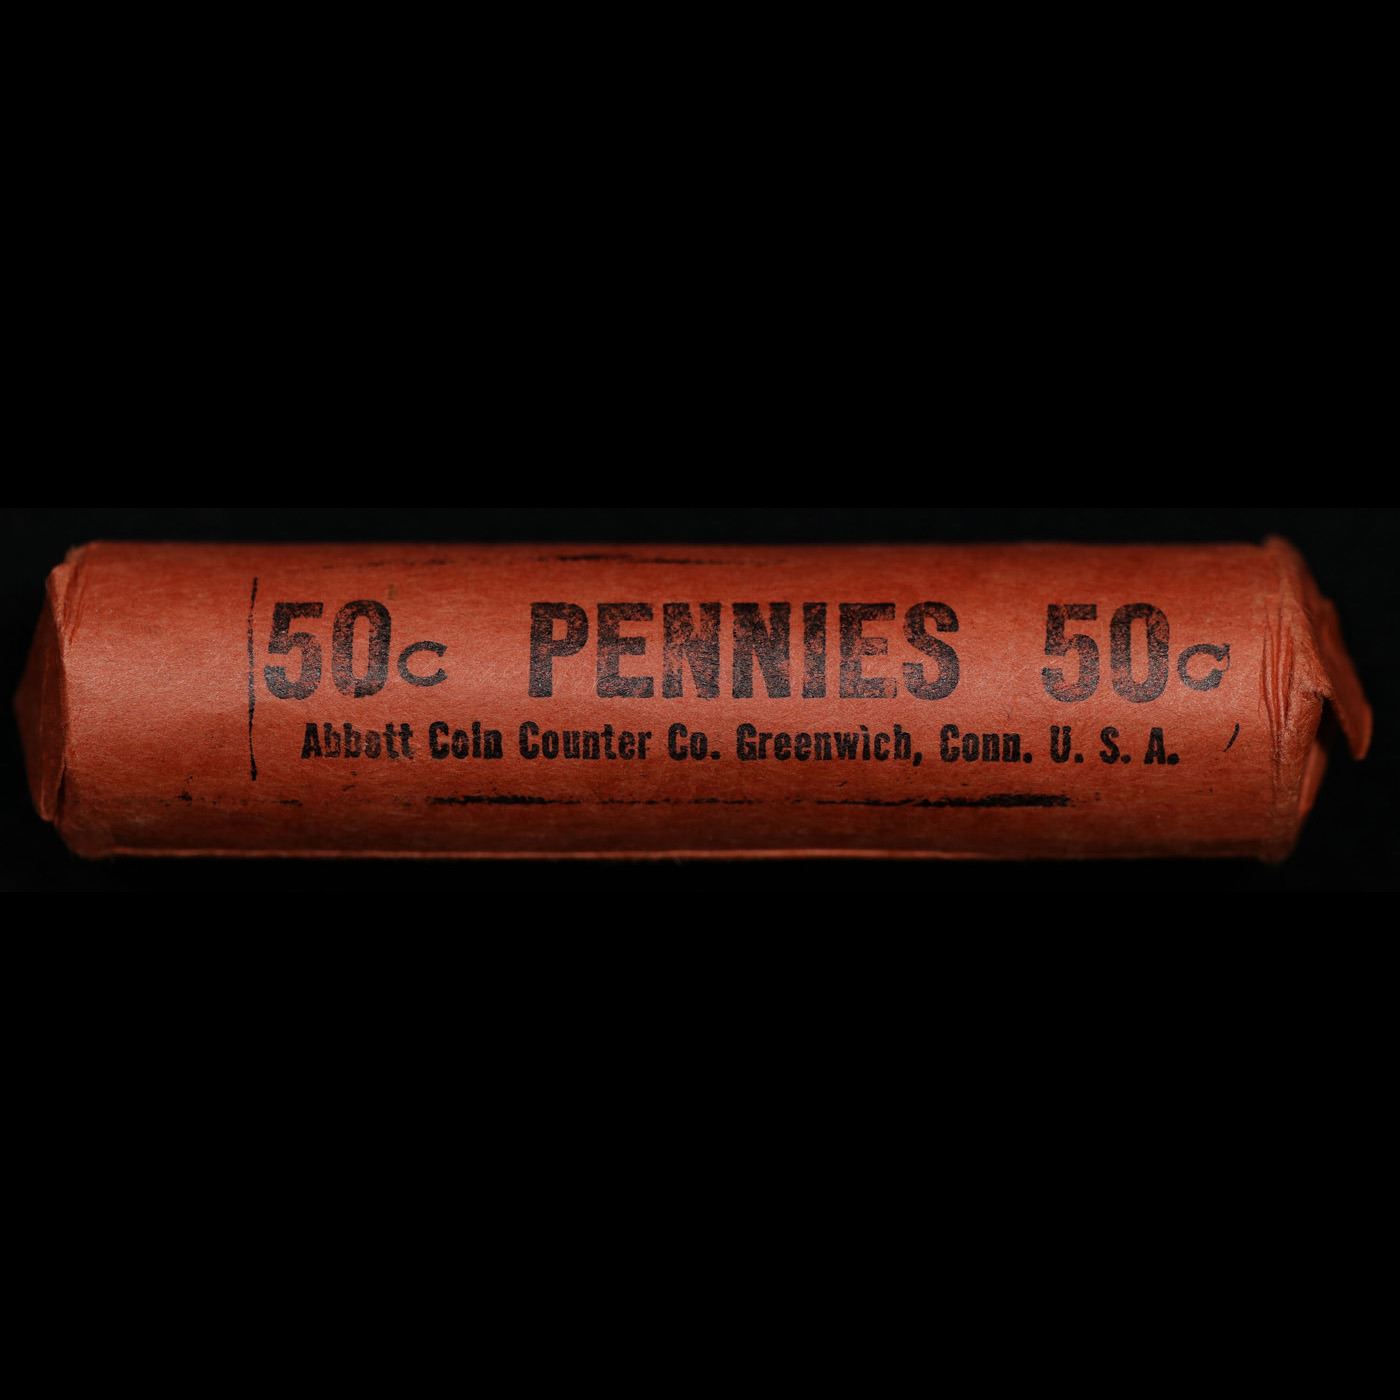 50c PENNIES 50c
Abbott Coin Counter Co. Greenwich, Conn. U. S. A.